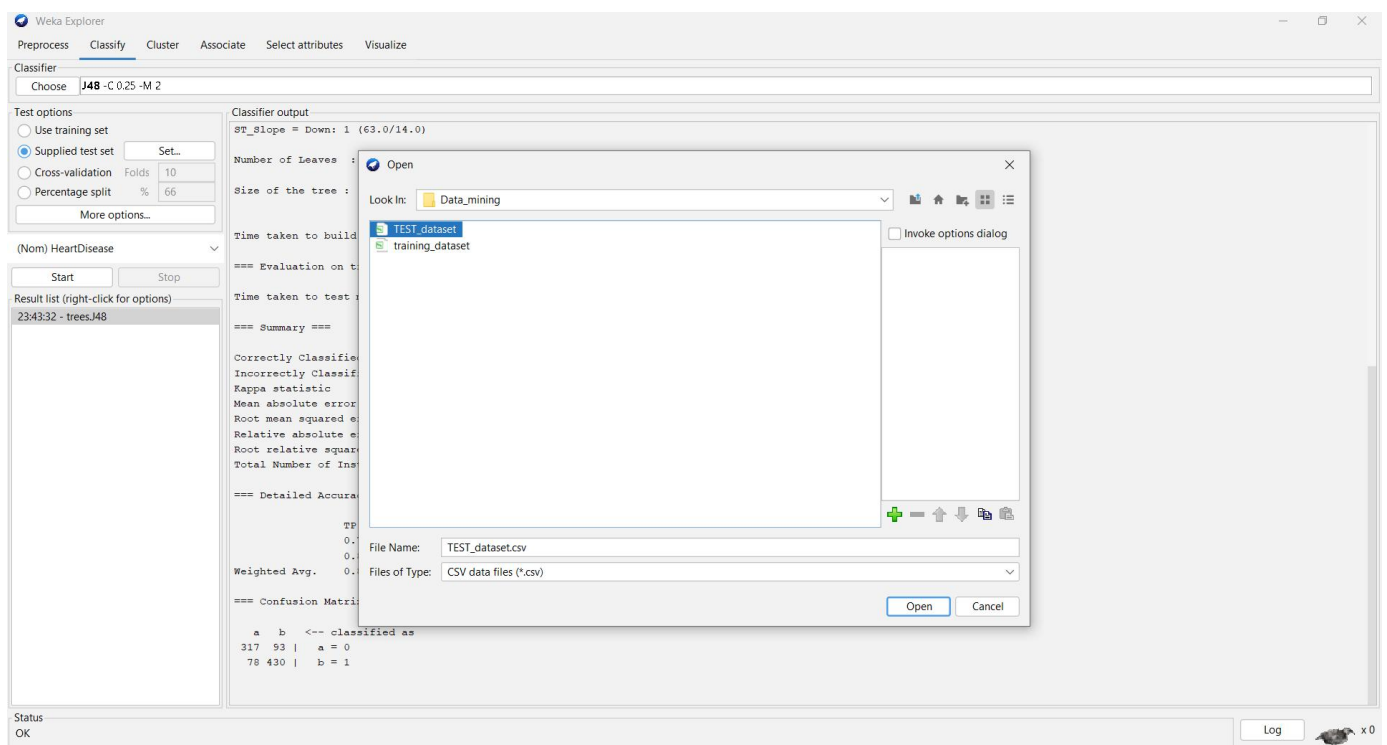 Weka Explorer
Preprocess Classify Cluster Associate Select attributes Visualize
Classifier
Choose J48 -C 0.25 -M 2
Test options
Use training set
Supplied test set Set...
Cross-validation Folds 10
Percentage split % 66
More options...
(Nom) HeartDisease
Start Stop
Result list (right-click for options)
23:43:32 - trees.J48
Classifier output
ST_Slope = Down: 1 (63.0/14.0)
Number of Leaves :
Size of the tree :
Time taken to build
=== Evaluation on t
Time taken to test
=== Summary ===
Correctly Classifie
Incorrectly Classif
Kappa statistic
Mean absolute error
Root mean squared e
Relative absolute e
Root relative squar
Total Number of Ins
=== Detailed Accura
TP
0.
0.
Weighted Avg. 0.
=== Confusion Matri
a b <-- classified as
317 93 | a = 0
78 430 | b = 1
Open
Look In: Data_mining
TEST_dataset
training_dataset
Invoke options dialog
File Name: TEST_dataset.csv
Files of Type: CSV data files (*.csv)
Open Cancel
Status
OK
Log x 0